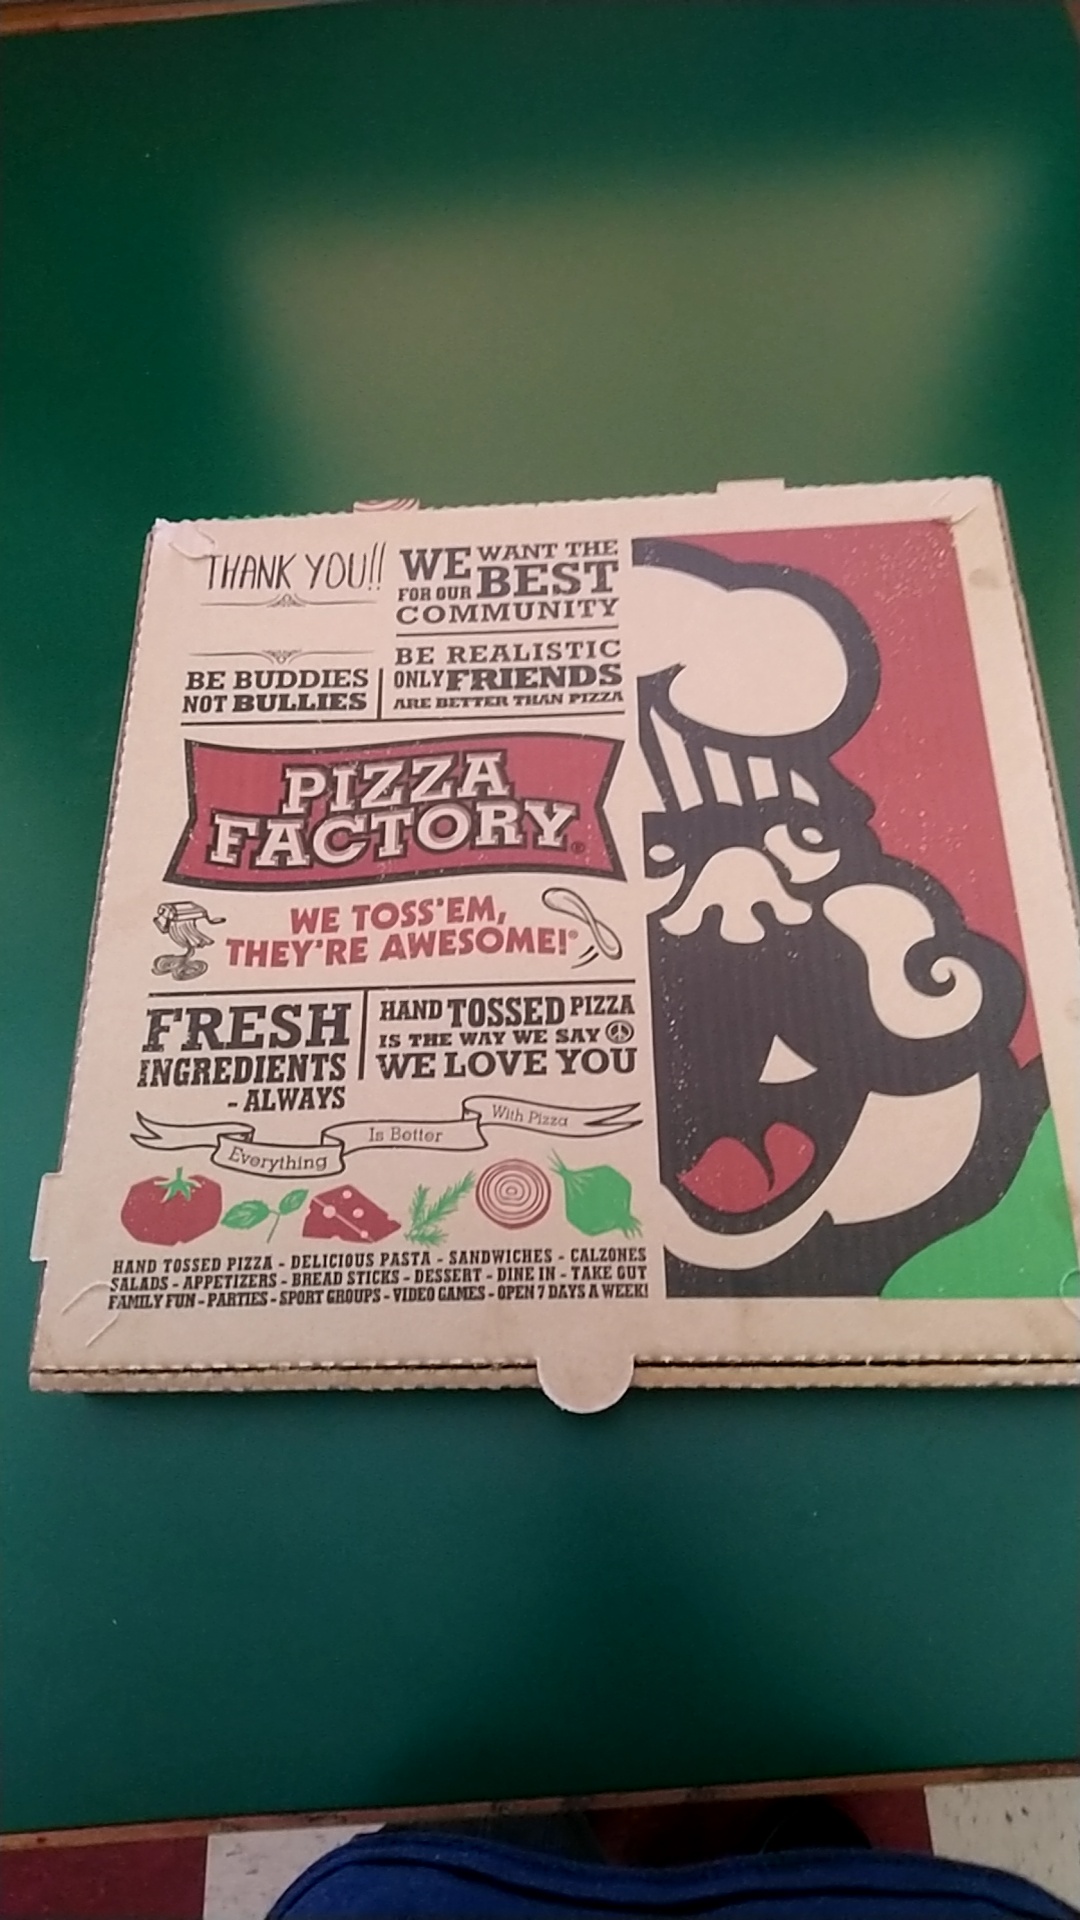 THANK YOU!!
WE WANT THE
FOR OUR BEST
COMMUNITY
BE BUDDIES
NOT BULLIES
BE REALISTIC
ONLY FRIENDS
ARE BETTER THAN PIZZA
PIZZA
FACTORY®
WE TOSS'EM,
THEY'RE AWESOME!®
FRESH
INGREDIENTS
- ALWAYS
HAND TOSSED PIZZA
IS THE WAY WE SAY
WE LOVE YOU
Everything Is Better With Pizza
HAND TOSSED PIZZA - DELICIOUS PASTA - SANDWICHES - CALZONES
SALADS - APPETIZERS - BREAD STICKS - DESSERT - DINE IN - TAKE OUT
FAMILY FUN - PARTIES - SPORT GROUPS - VIDEO GAMES - OPEN 7 DAYS A WEEK!